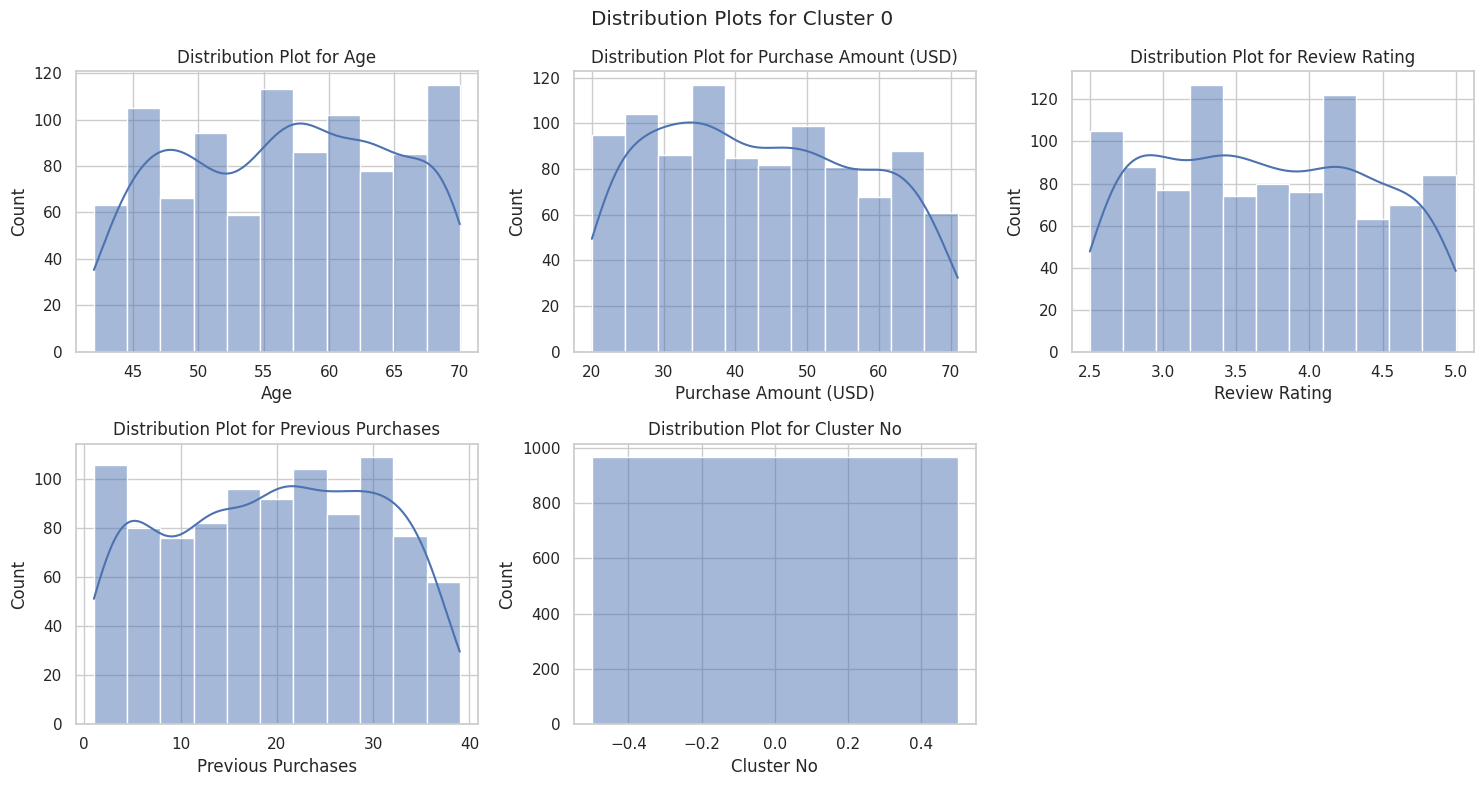 Distribution Plots for Cluster 0
Distribution Plot for Age
120
100
80
60
40
20
0
Count
45 50 55 60 65 70
Age
Distribution Plot for Purchase Amount (USD)
120
100
80
60
40
20
0
Count
20 30 40 50 60 70
Purchase Amount (USD)
Distribution Plot for Review Rating
120
100
80
60
40
20
0
Count
2.5 3.0 3.5 4.0 4.5 5.0
Review Rating
Distribution Plot for Previous Purchases
100
80
60
40
20
0
Count
0 10 20 30 40
Previous Purchases
Distribution Plot for Cluster No
1000
800
600
400
200
0
Count
−0.4 −0.2 0.0 0.2 0.4
Cluster No